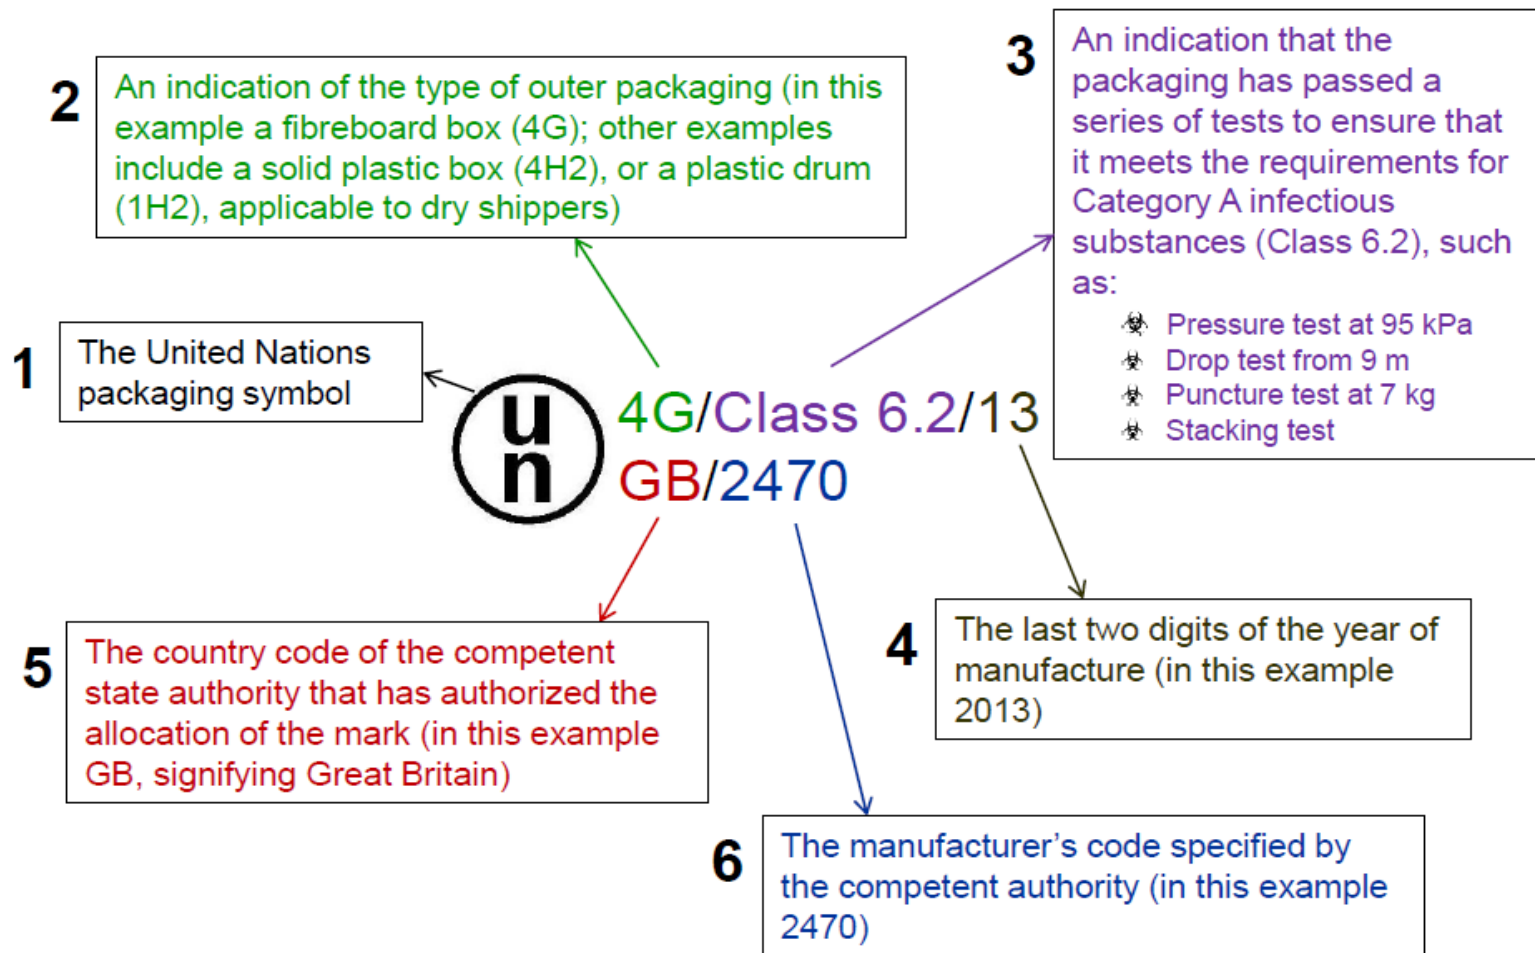 1
The United Nations
packaging symbol
2
An indication of the type of outer packaging (in this
example a fibreboard box (4G); other examples
include a solid plastic box (4H2), or a plastic drum
(1H2), applicable to dry shippers)
3
An indication that the
packaging has passed a
series of tests to ensure that
it meets the requirements for
Category A infectious
substances (Class 6.2), such
as:
Pressure test at 95 kPa
Drop test from 9 m
Puncture test at 7 kg
Stacking test
u
n
4G/Class 6.2/13
GB/2470
4
The last two digits of the year of
manufacture (in this example
2013)
5
The country code of the competent
state authority that has authorized the
allocation of the mark (in this example
GB, signifying Great Britain)
6
The manufacturer’s code specified by
the competent authority (in this example
2470)